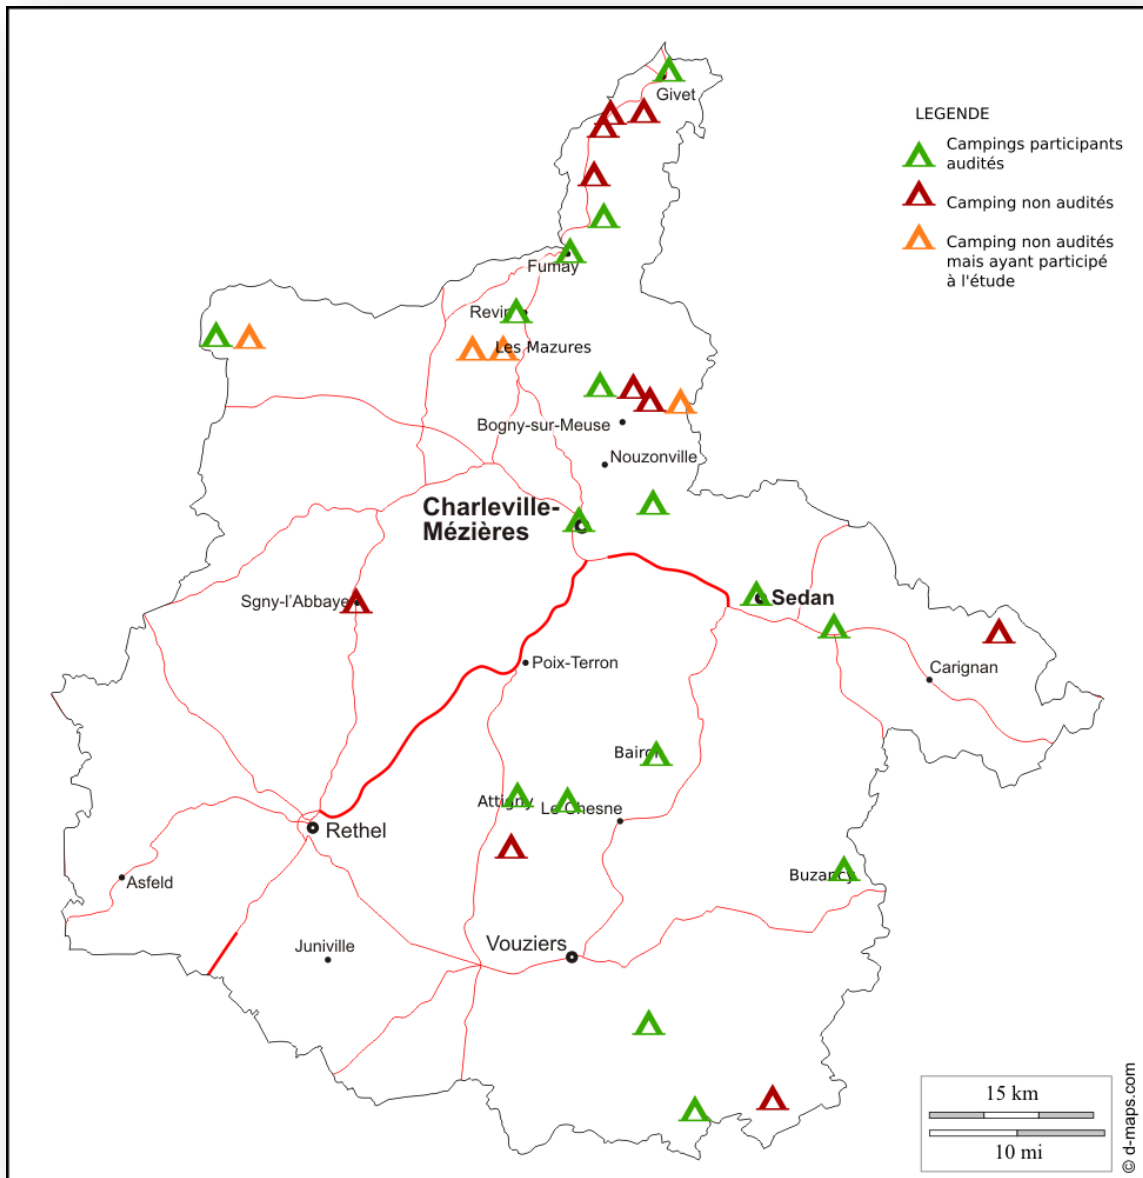 Givet
LEGENDE
Campings participants
audités
Camping non audités
Camping non audités
mais ayant participé
à l'étude
Fumay
Revin
Les Mazures
Bogny-sur-Meuse
Nouzonville
Charleville-
Mézières
Sgny-l'Abbaye
Sedan
Poix-Terron
Carignan
Bairon
Attigny
Le Chesne
Rethel
Asfeld
Buzancy
Juniville
Vouziers
15 km
10 mi
© d-maps.com